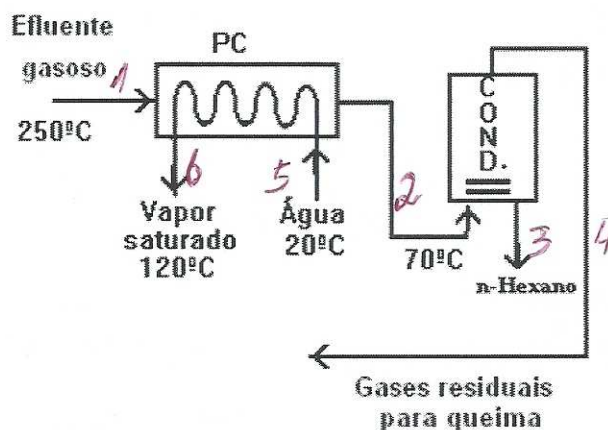 Efluente
gasoso
1
250ºC
PC
6
5
Vapor
saturado
120ºC
Água
20ºC
2
70ºC
COND.
3
n-Hexano
4
Gases residuais
para queima